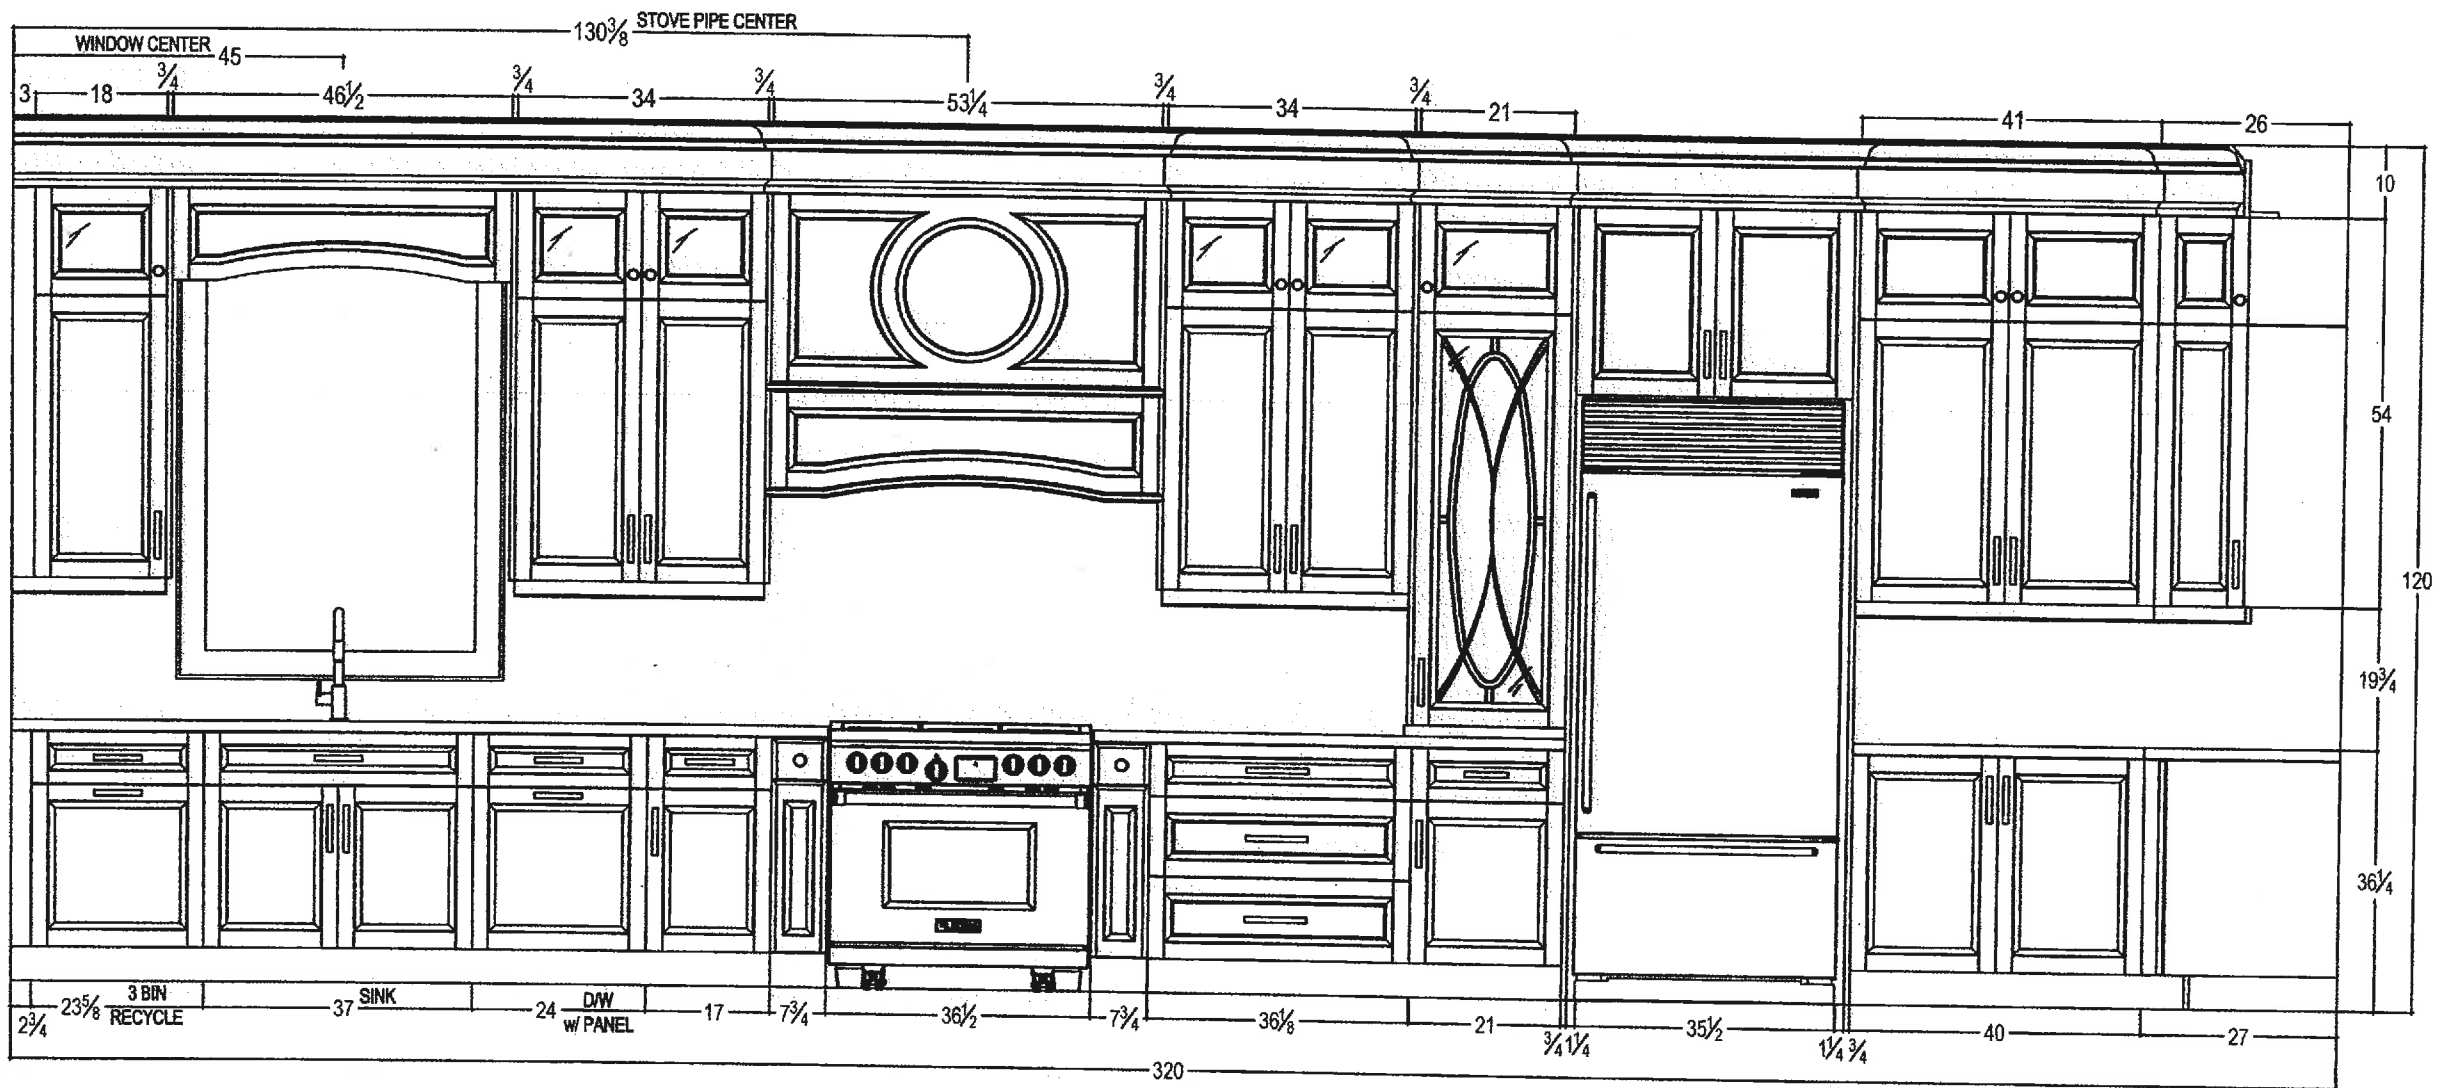 STOVE PIPE CENTER
130⅜
WINDOW CENTER
45
3 18 ¾ 46½ ¾ 34 ¾ 53¼ ¾ 34 ¾ 21 41 26
10
54
120
19¾
36¼
2¾ 23⅝ 3 BIN RECYCLE 37 SINK 24 D/W w/ PANEL 17 7¾ 36½ 7¾ 36⅛ 21 ¾ 1¼ 35½ 1¼ ¾ 40 27
320